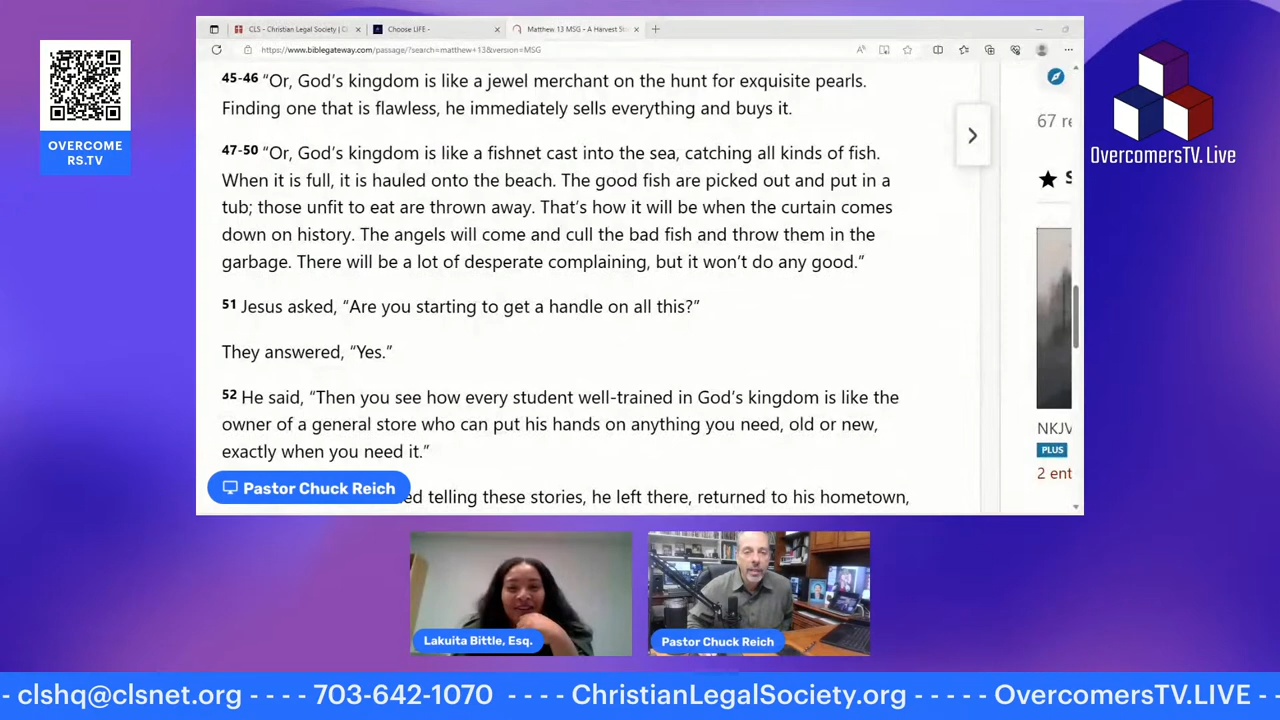 CLS - Christian Legal Society | C
Choose LIFE -
Matthew 13 MSG - A Harvest St
https://www.biblegateway.com/passage/?search=matthew+13&version=MSG
45-46 “Or, God’s kingdom is like a jewel merchant on the hunt for exquisite pearls.
Finding one that is flawless, he immediately sells everything and buys it.
47-50 “Or, God’s kingdom is like a fishnet cast into the sea, catching all kinds of fish.
When it is full, it is hauled onto the beach. The good fish are picked out and put in a
tub; those unfit to eat are thrown away. That’s how it will be when the curtain comes
down on history. The angels will come and cull the bad fish and throw them in the
garbage. There will be a lot of desperate complaining, but it won’t do any good.”
51 Jesus asked, “Are you starting to get a handle on all this?”
They answered, “Yes.”
52 He said, “Then you see how every student well-trained in God’s kingdom is like the
owner of a general store who can put his hands on anything you need, old or new,
exactly when you need it.”
ed telling these stories, he left there, returned to his hometown,
Pastor Chuck Reich
67 re
S
NKJV
PLUS
2 ent
OVERCOME
RS.TV
OvercomersTV.Live
Lakuita Bittle, Esq.
Pastor Chuck Reich
- clshq@clsnet.org - - - - 703-642-1070 - - - - ChristianLegalSociety.org - - - - - OvercomersTV.LIVE - -